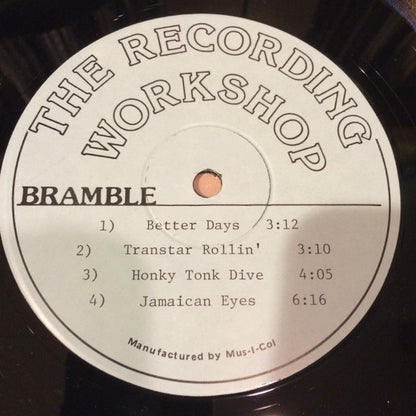 THE RECORDING
WORKSHOP
BRAMBLE
1) Better Days 3:12
2) Transtar Rollin' 3:10
3) Honky Tonk Dive 4:05
4) Jamaican Eyes 6:16
Manufactured by Mus-I-Col